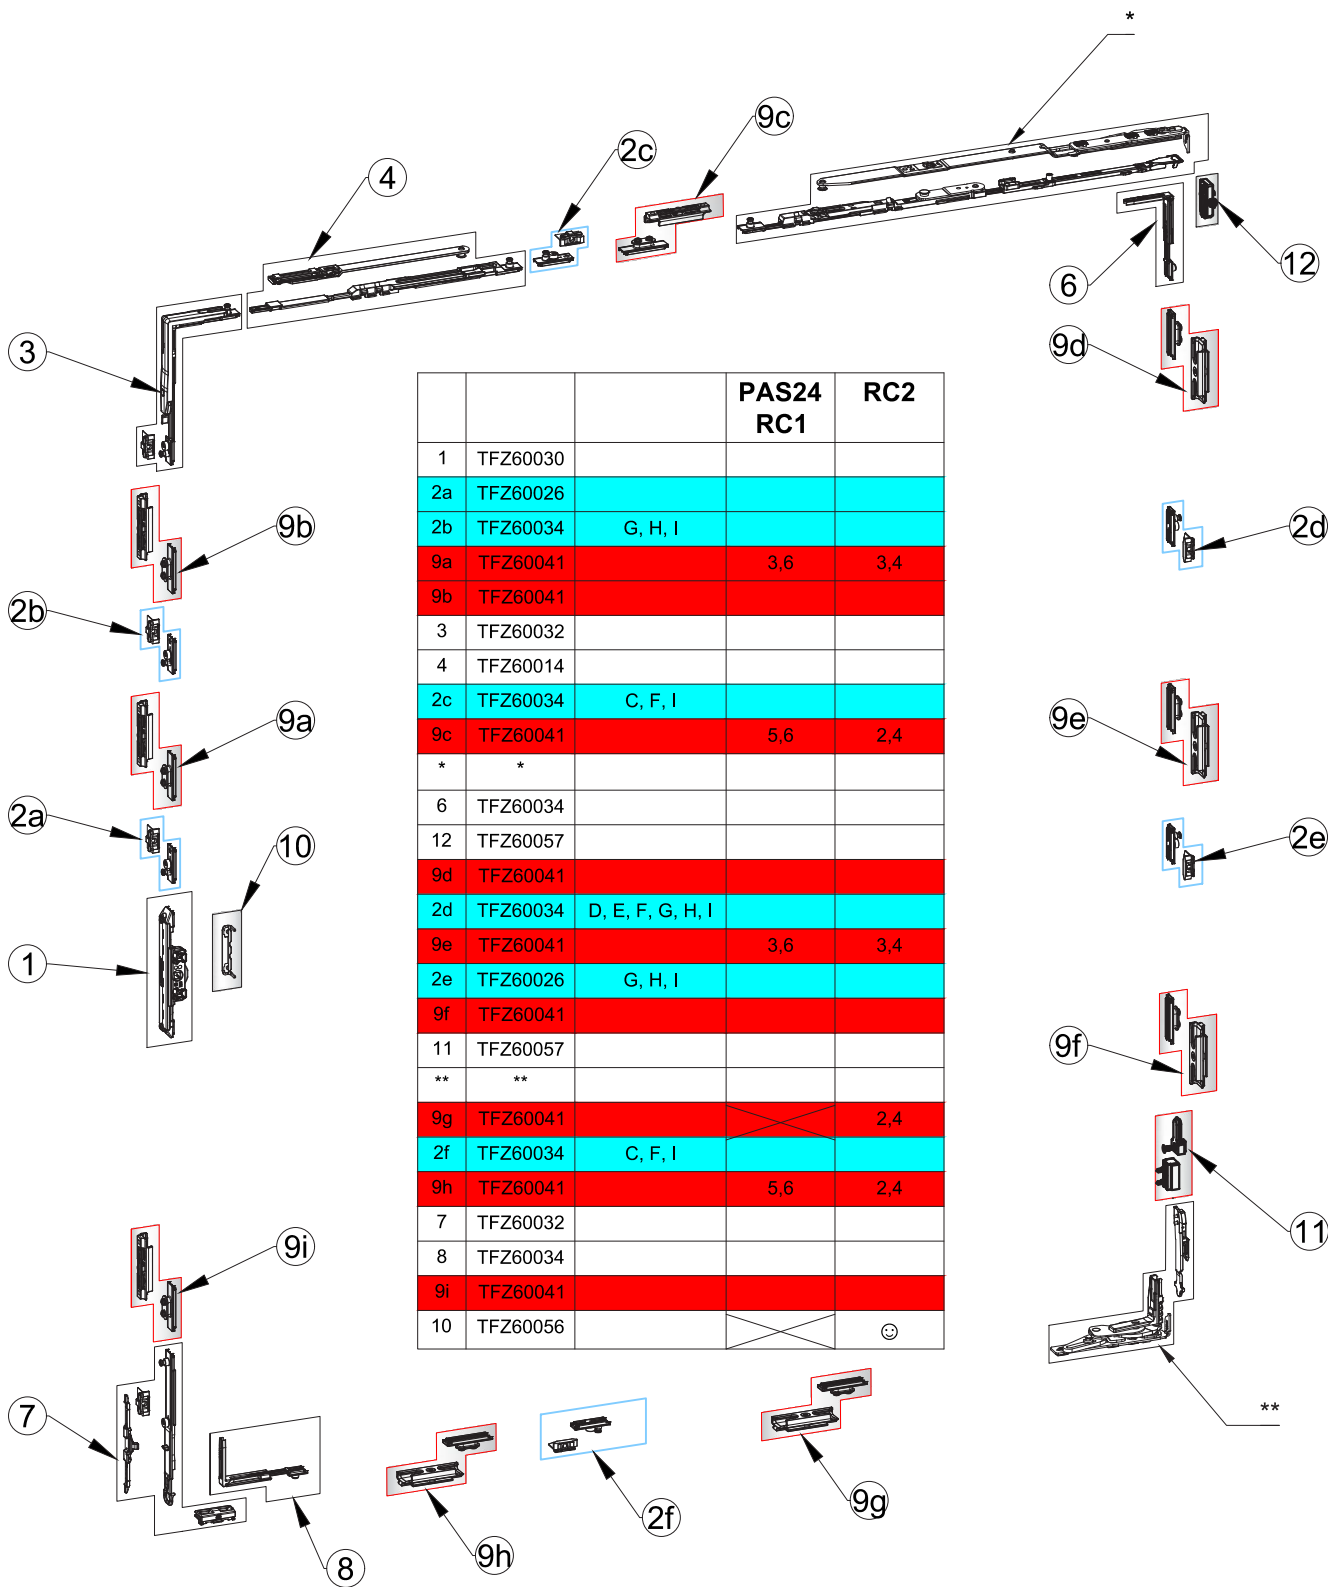 *
9c
2c
4
12
6
3
9d
9b
2d
2b
9e
9a
2a
2e
10
1
9f
9i
11
7
**
9g
2f
9h
8
PAS24 RC2
RC1
1 TFZ60030
2a TFZ60026
2b TFZ60034 G, H, I
9a TFZ60041 3,6 3,4
9b TFZ60041
3 TFZ60032
4 TFZ60014
2c TFZ60034 C, F, I
9c TFZ60041 5,6 2,4
* *
6 TFZ60034
12 TFZ60057
9d TFZ60041
2d TFZ60034 D, E, F, G, H, I
9e TFZ60041 3,6 3,4
2e TFZ60026 G, H, I
9f TFZ60041
11 TFZ60057
** **
9g TFZ60041 2,4
2f TFZ60034 C, F, I
9h TFZ60041 5,6 2,4
7 TFZ60032
8 TFZ60034
9i TFZ60041
10 TFZ60056 ☺